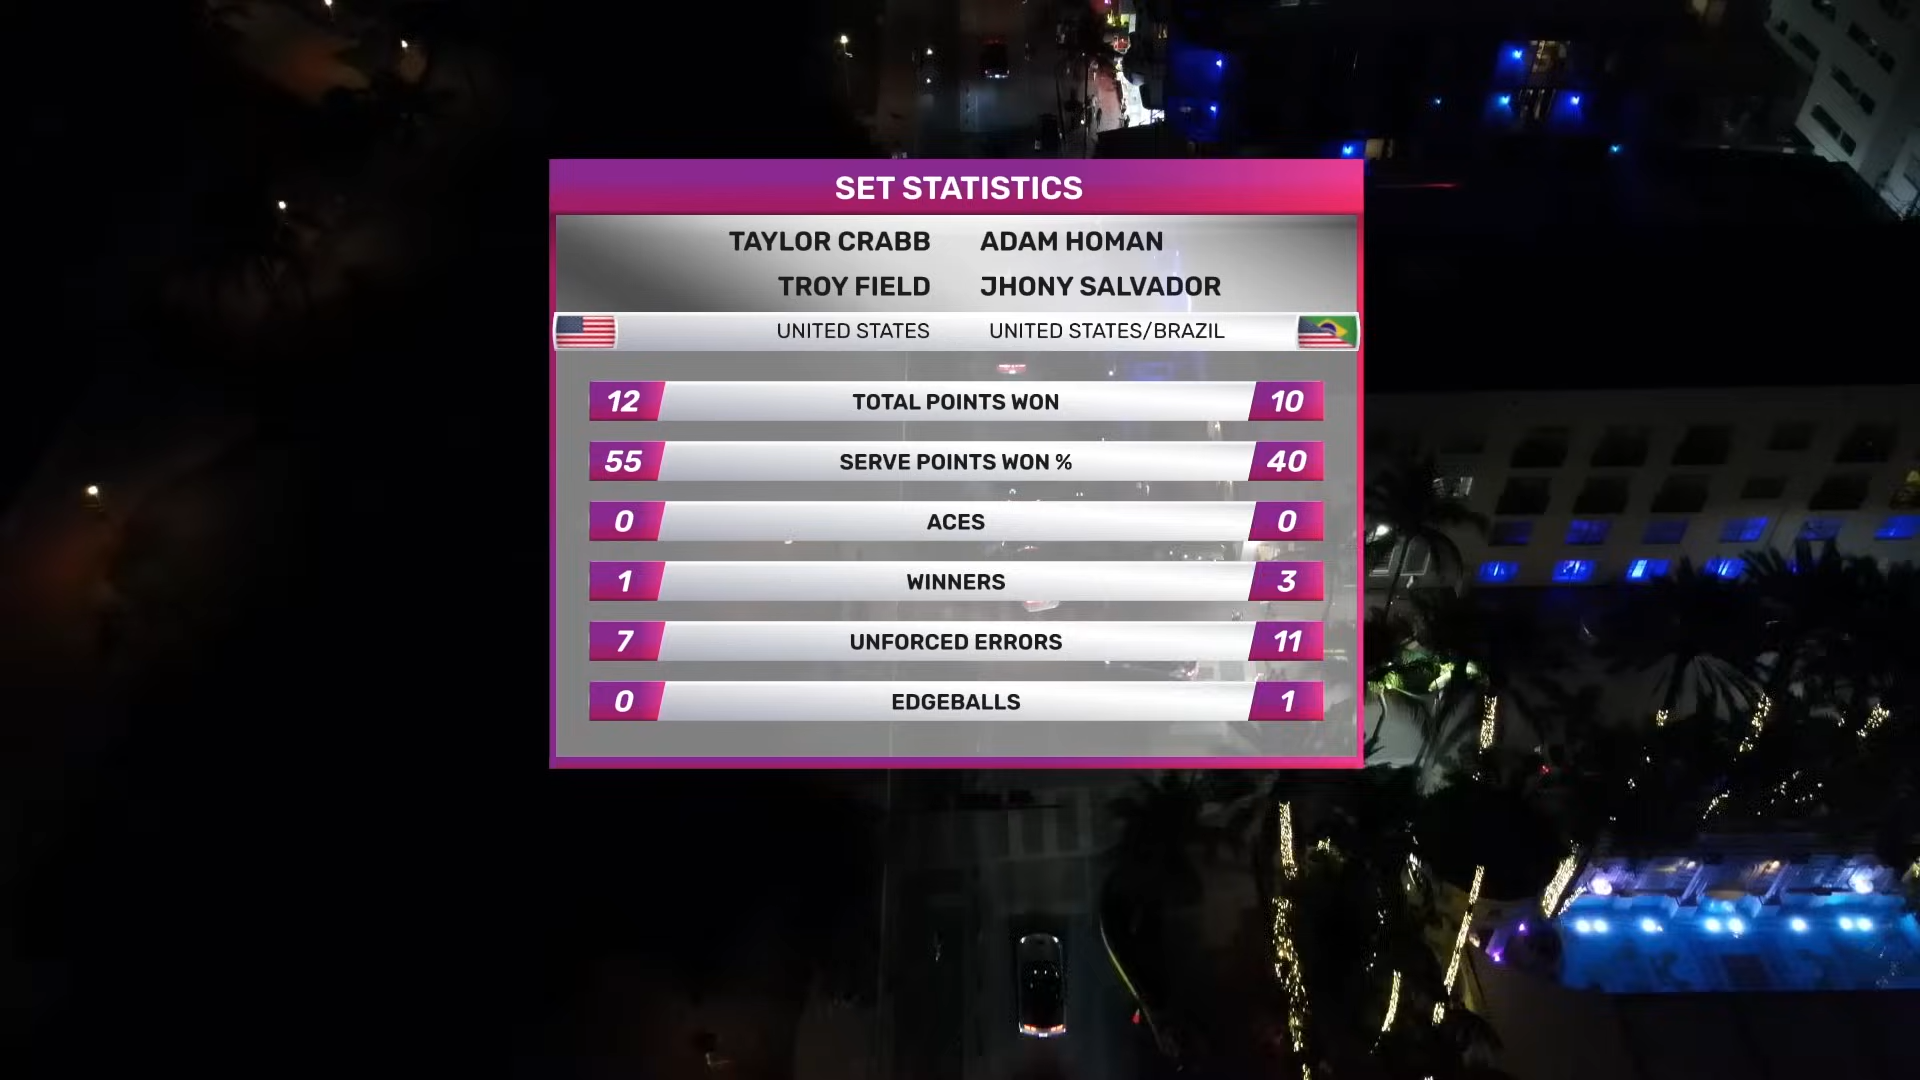 SET STATISTICS
TAYLOR CRABB ADAM HOMAN
TROY FIELD JHONY SALVADOR
UNITED STATES UNITED STATES/BRAZIL
12 TOTAL POINTS WON 10
55 SERVE POINTS WON % 40
0 ACES 0
1 WINNERS 3
7 UNFORCED ERRORS 11
0 EDGEBALLS 1